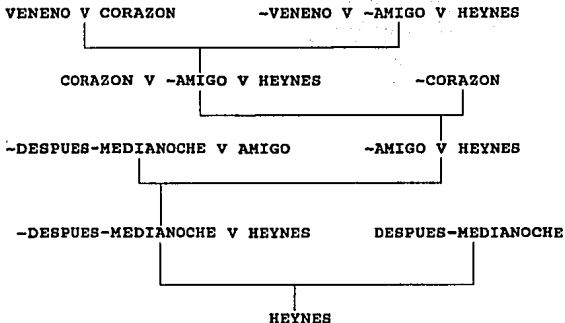 VENENO V CORAZON ~VENENO V ~AMIGO V HEYNES
CORAZON V ~AMIGO V HEYNES ~CORAZON
~DESPUES-MEDIANOCHE V AMIGO ~AMIGO V HEYNES
~DESPUES-MEDIANOCHE V HEYNES DESPUES-MEDIANOCHE
HEYNES